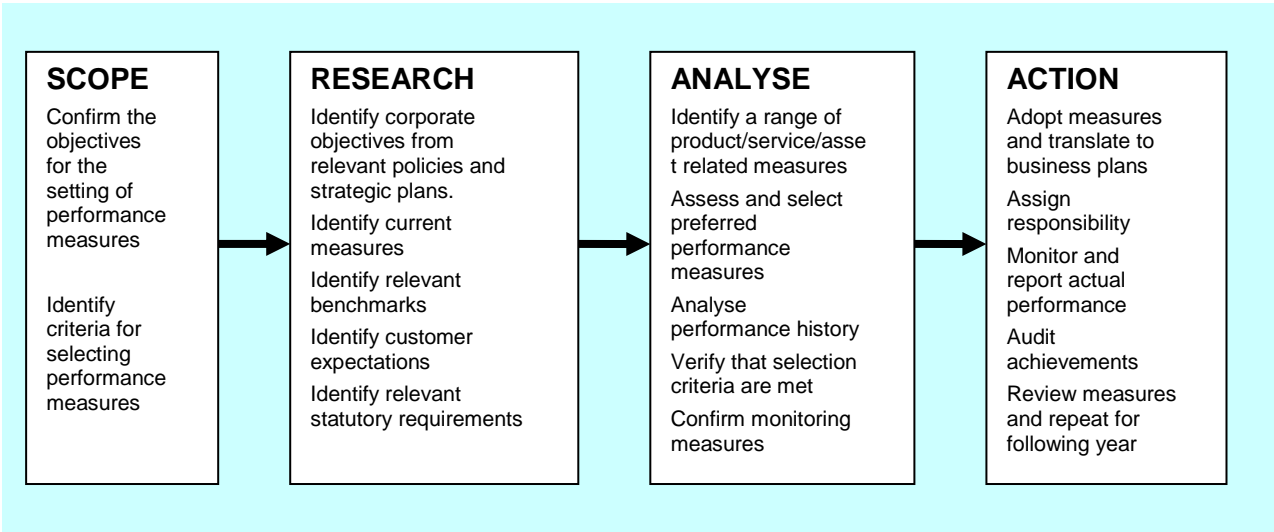 SCOPE
Confirm the
objectives
for the
setting of
performance
measures
Identify
criteria for
selecting
performance
measures
RESEARCH
Identify corporate
objectives from
relevant policies and
strategic plans.
Identify current
measures
Identify relevant
benchmarks
Identify customer
expectations
Identify relevant
statutory requirements
ANALYSE
Identify a range of
product/service/asse
t related measures
Assess and select
preferred
performance
measures
Analyse
performance history
Verify that selection
criteria are met
Confirm monitoring
measures
ACTION
Adopt measures
and translate to
business plans
Assign
responsibility
Monitor and
report actual
performance
Audit
achievements
Review measures
and repeat for
following year